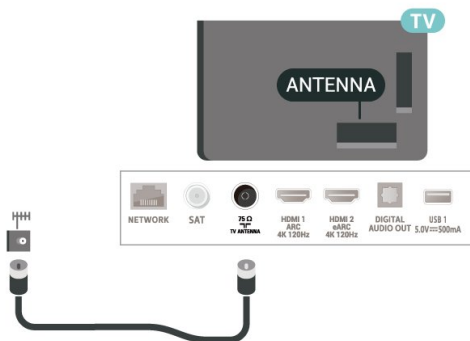 TV
ANTENNA
NETWORK
SAT
75 Ω
TV ANTENNA
HDMI 1
ARC
4K 120Hz
HDMI 2
eARC
4K 120Hz
DIGITAL
AUDIO OUT
USB 1
5.0V⎓500mA